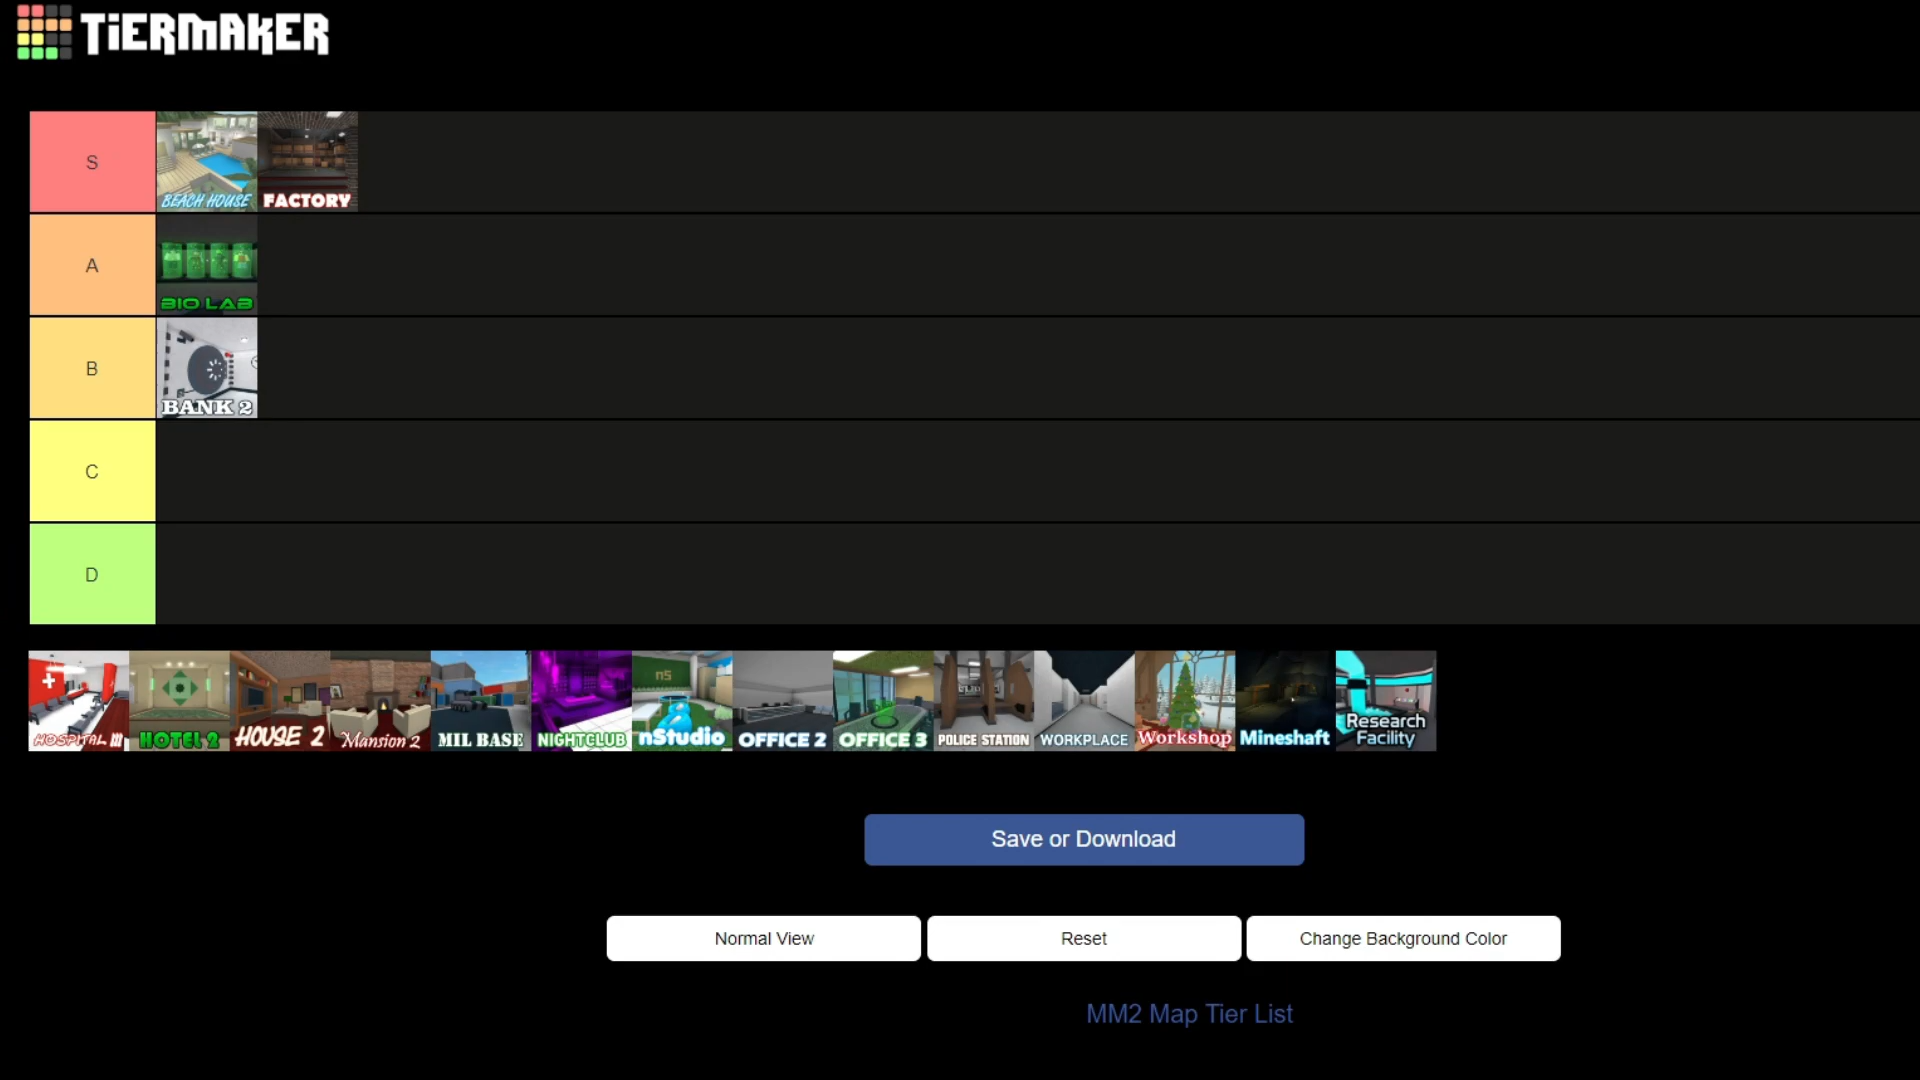 TiERMAKER
S
BEACH HOUSE
FACTORY
A
BIO LAB
B
BANK 2
C
D
HOSPITAL III
HOTEL 2
HOUSE 2
Mansion 2
MIL BASE
NIGHTCLUB
nS
nStudio
OFFICE 2
OFFICE 3
POLICE STATION
WORKPLACE
Workshop
Mineshaft
Research
Facility
Save or Download
Normal View
Reset
Change Background Color
MM2 Map Tier List